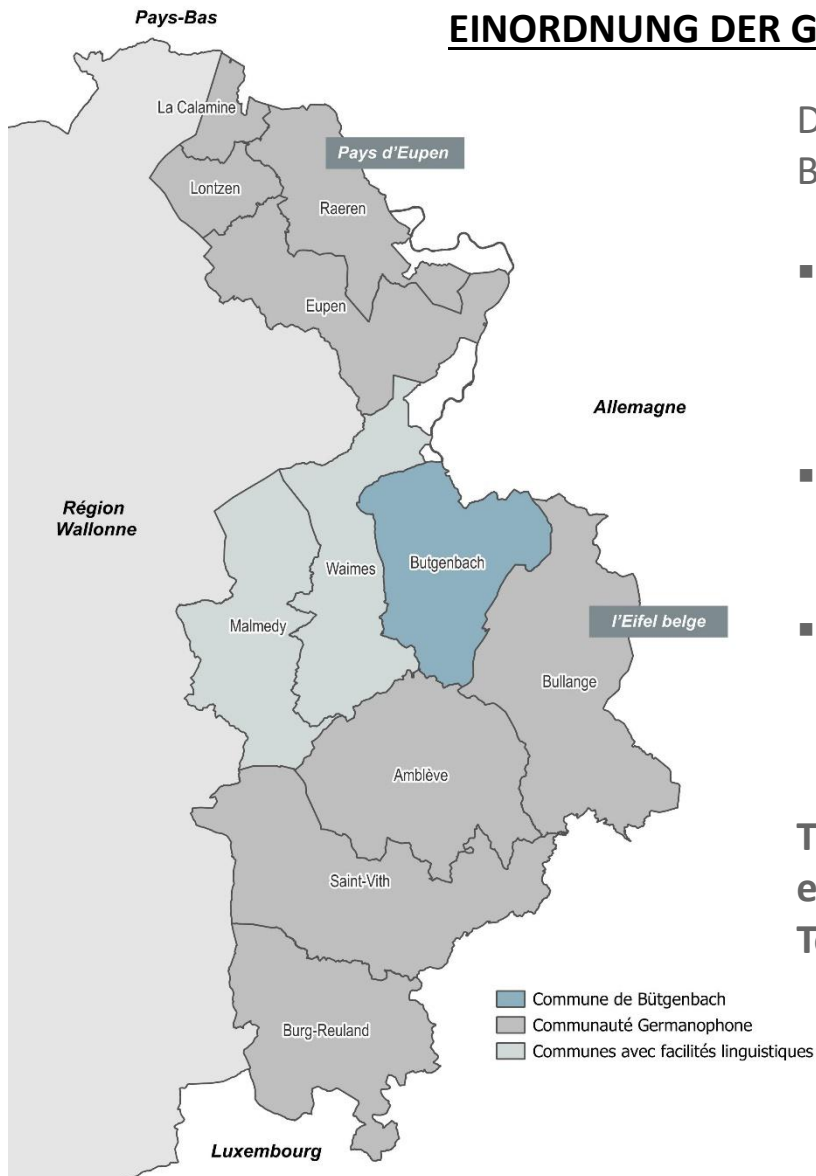 Pays-Bas
EINORDNUNG DER G
La Calamine
Pays d'Eupen
Lontzen
Raeren
Eupen
Allemagne
Région
Wallonne
Butgenbach
Waimes
Malmedy
l'Eifel belge
Bullange
Amblève
Saint-Vith
Burg-Reuland
Luxembourg
Commune de Bütgenbach
Communauté Germanophone
Communes avec facilités linguistiques
D
B
T
e